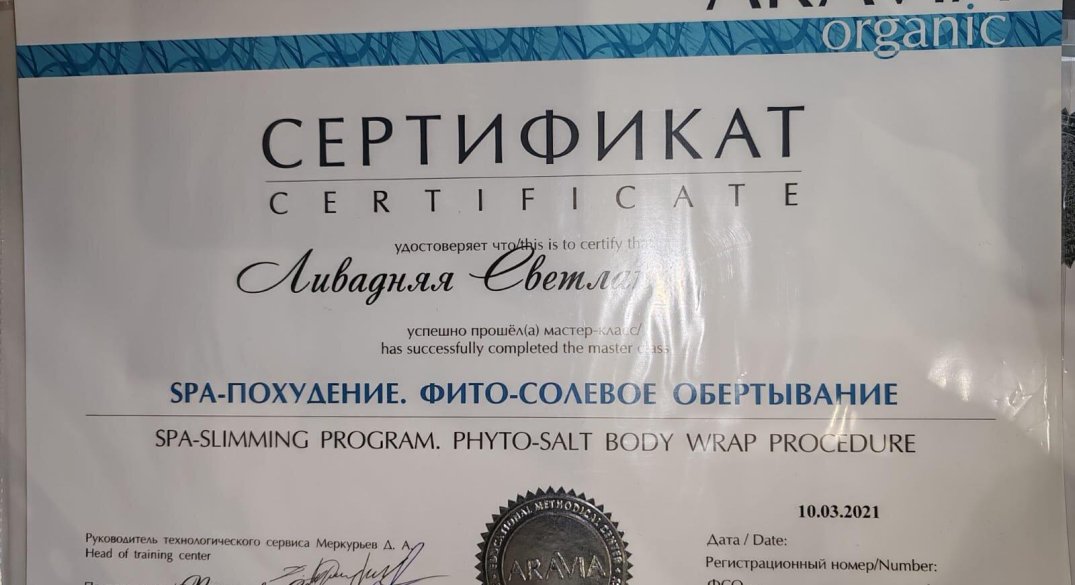 organic
СЕРТИФИКАТ
CERTIFICATE
удостоверяет что/this is to certify
Ливадняя
успешно прошёл(а) мастер-класс/
has successfully completed the master class
SPA-ПОХУДЕНИЕ. ФИТО-СОЛЕВОЕ ОБЕРТЫВАНИЕ
SPA-SLIMMING PROGRAM. PHYTO-SALT BODY WRAP PROCEDURE
10.03.2021
Руководитель технологического сервиса Меркурьев Д. А.
Head of training center
ARAVIA
Дата / Date:
Регистрационный номер/Number: